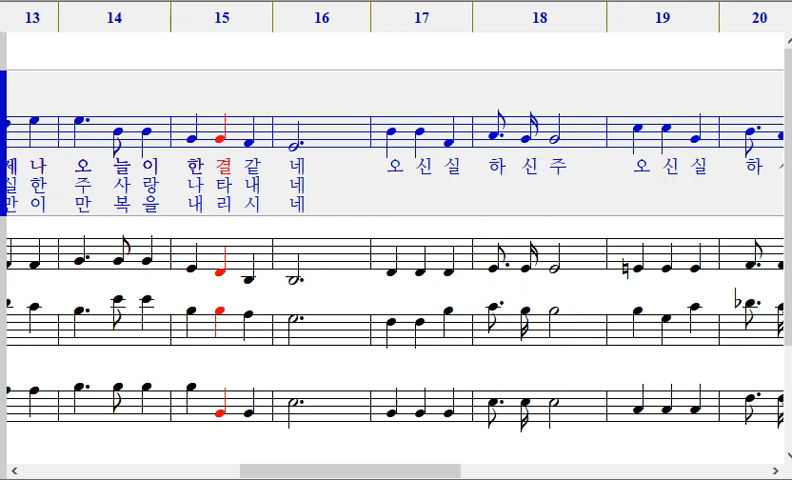 13 14 15 16 17 18 19 20
제 나 오 늘 이 한 결 같 네 오 신 실 하 신 주 오 신 실 하
실 한 주 사 랑 나 타 내 네
만 이 만 복 을 내 리 시 네